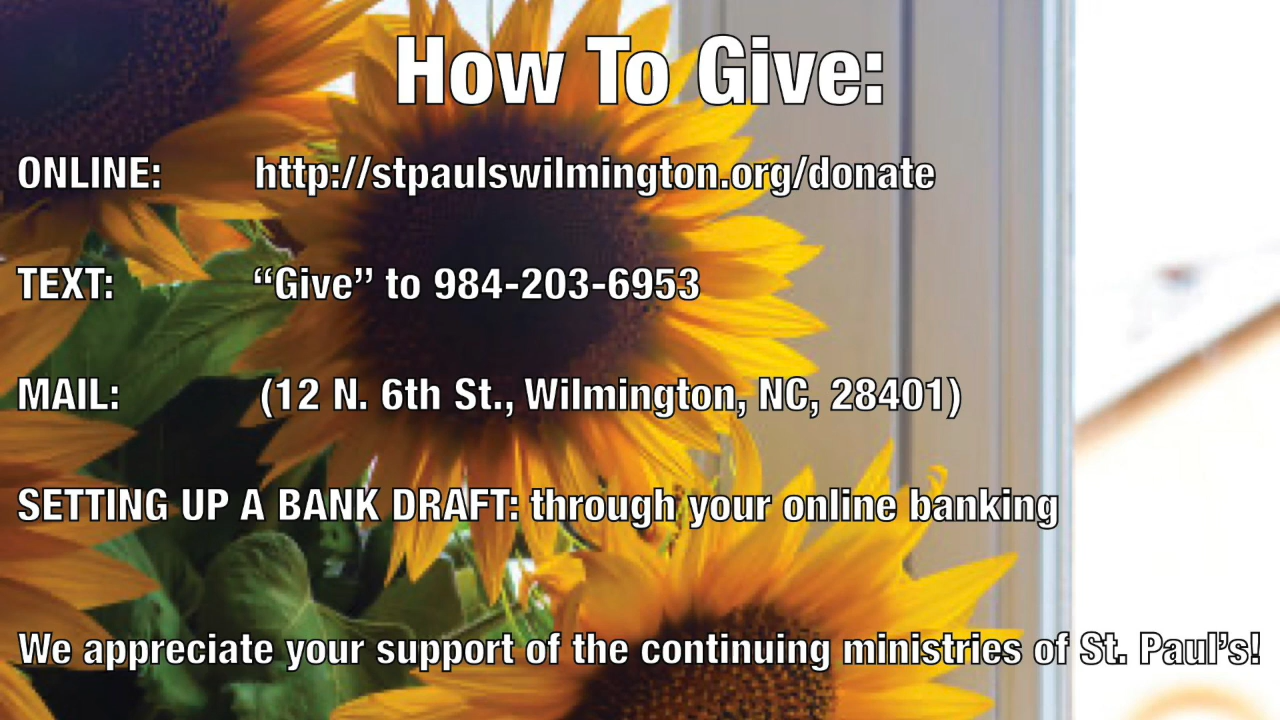 How To Give:
ONLINE: http://stpaulswilmington.org/donate
TEXT: “Give” to 984-203-6953
MAIL: (12 N. 6th St., Wilmington, NC, 28401)
SETTING UP A BANK DRAFT: through your online banking
We appreciate your support of the continuing ministries of St. Paul’s!